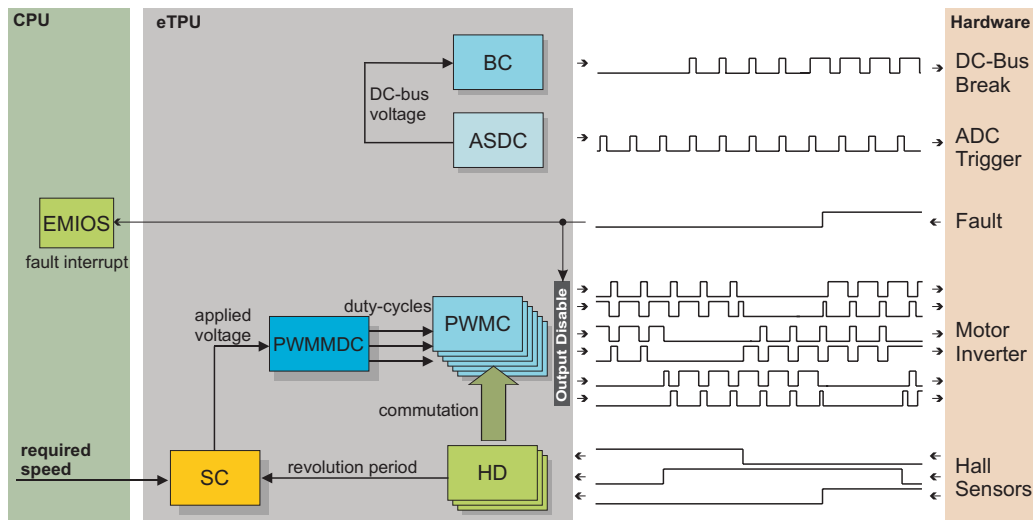 CPU
eTPU
Hardware
BC
DC-bus
voltage
ASDC
DC-Bus
Break
ADC
Trigger
EMIOS
fault interrupt
Fault
applied
voltage
PWMMDC
duty-cycles
PWMC
Output Disable
Motor
Inverter
commutation
required
speed
SC
revolution period
HD
Hall
Sensors